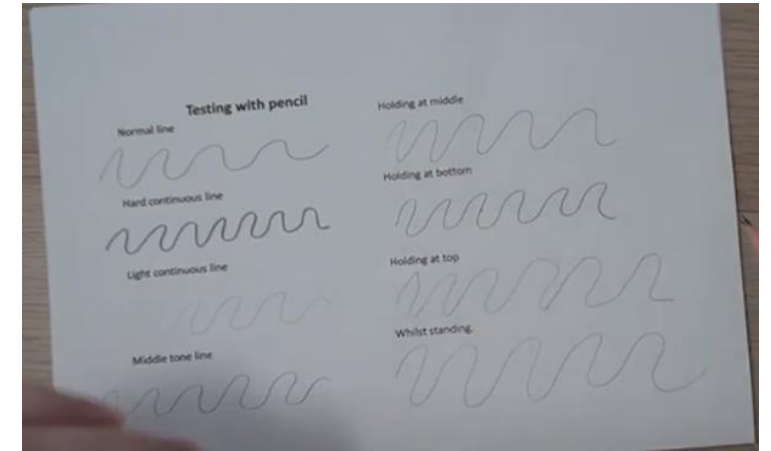 Testing with pencil
Normal line
Hard continuous line
Light continuous line
Middle tone line
Holding at middle
Holding at bottom
Holding at top
Whilst standing.